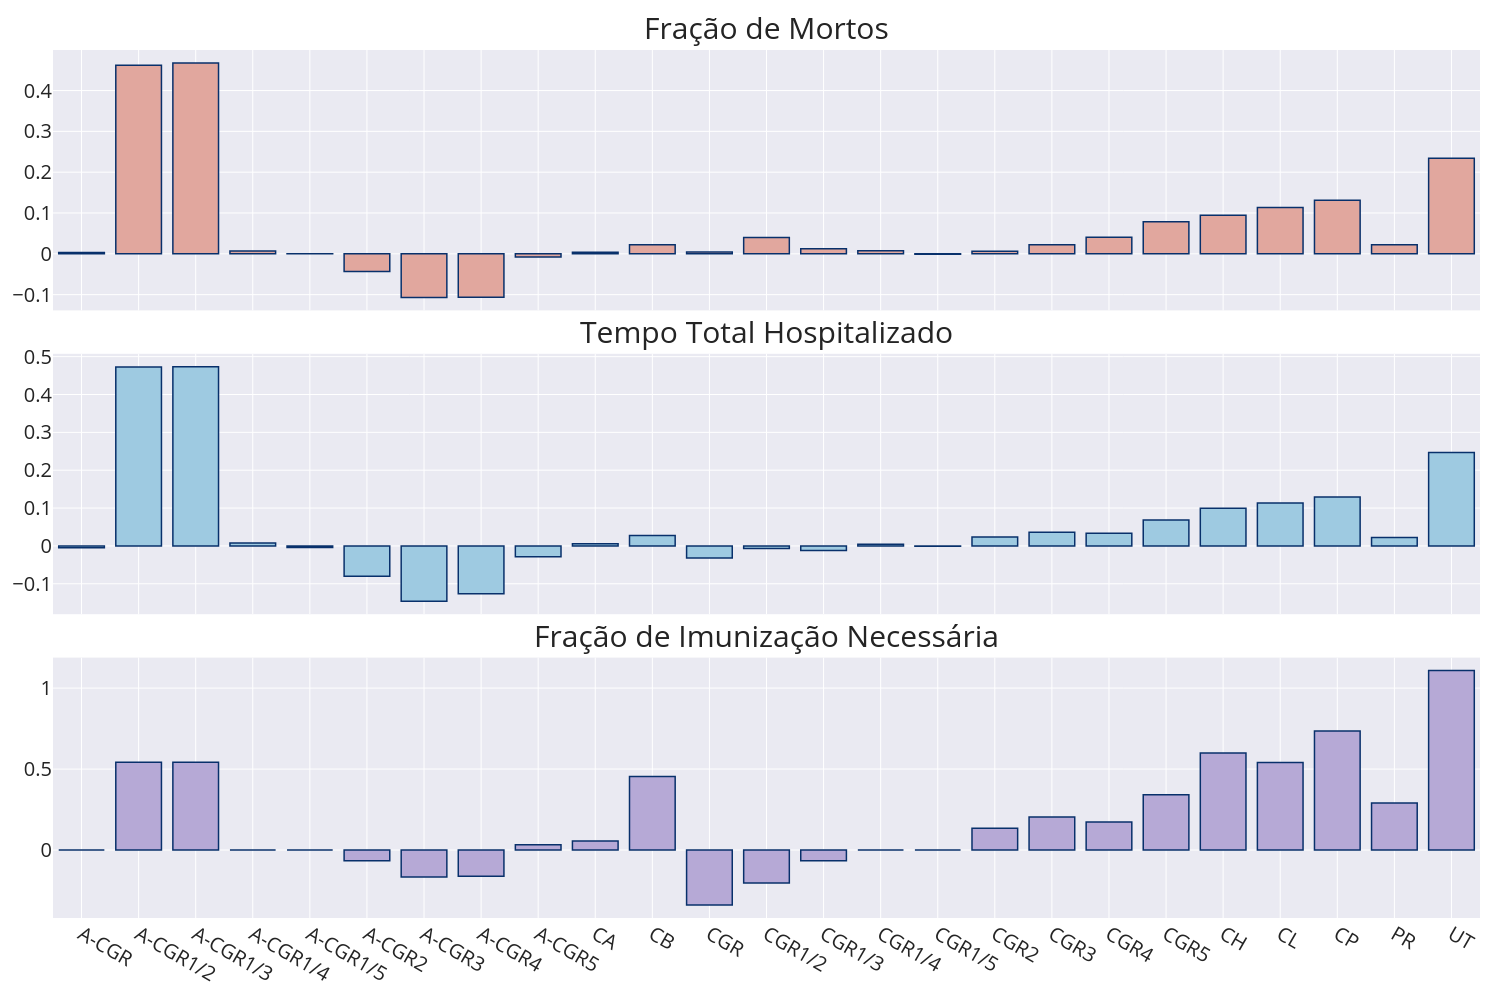 Fração de Mortos
0.4
0.3
0.2
0.1
0
−0.1
Tempo Total Hospitalizado
0.5
0.4
0.3
0.2
0.1
0
−0.1
Fração de Imunização Necessária
1
0.5
0
A-CGR
A-CGR1/2
A-CGR1/3
A-CGR1/4
A-CGR1/5
A-CGR2
A-CGR3
A-CGR4
A-CGR5
CA
CB
CGR
CGR1/2
CGR1/3
CGR1/4
CGR1/5
CGR2
CGR3
CGR4
CGR5
CH
CL
CP
PR
UT